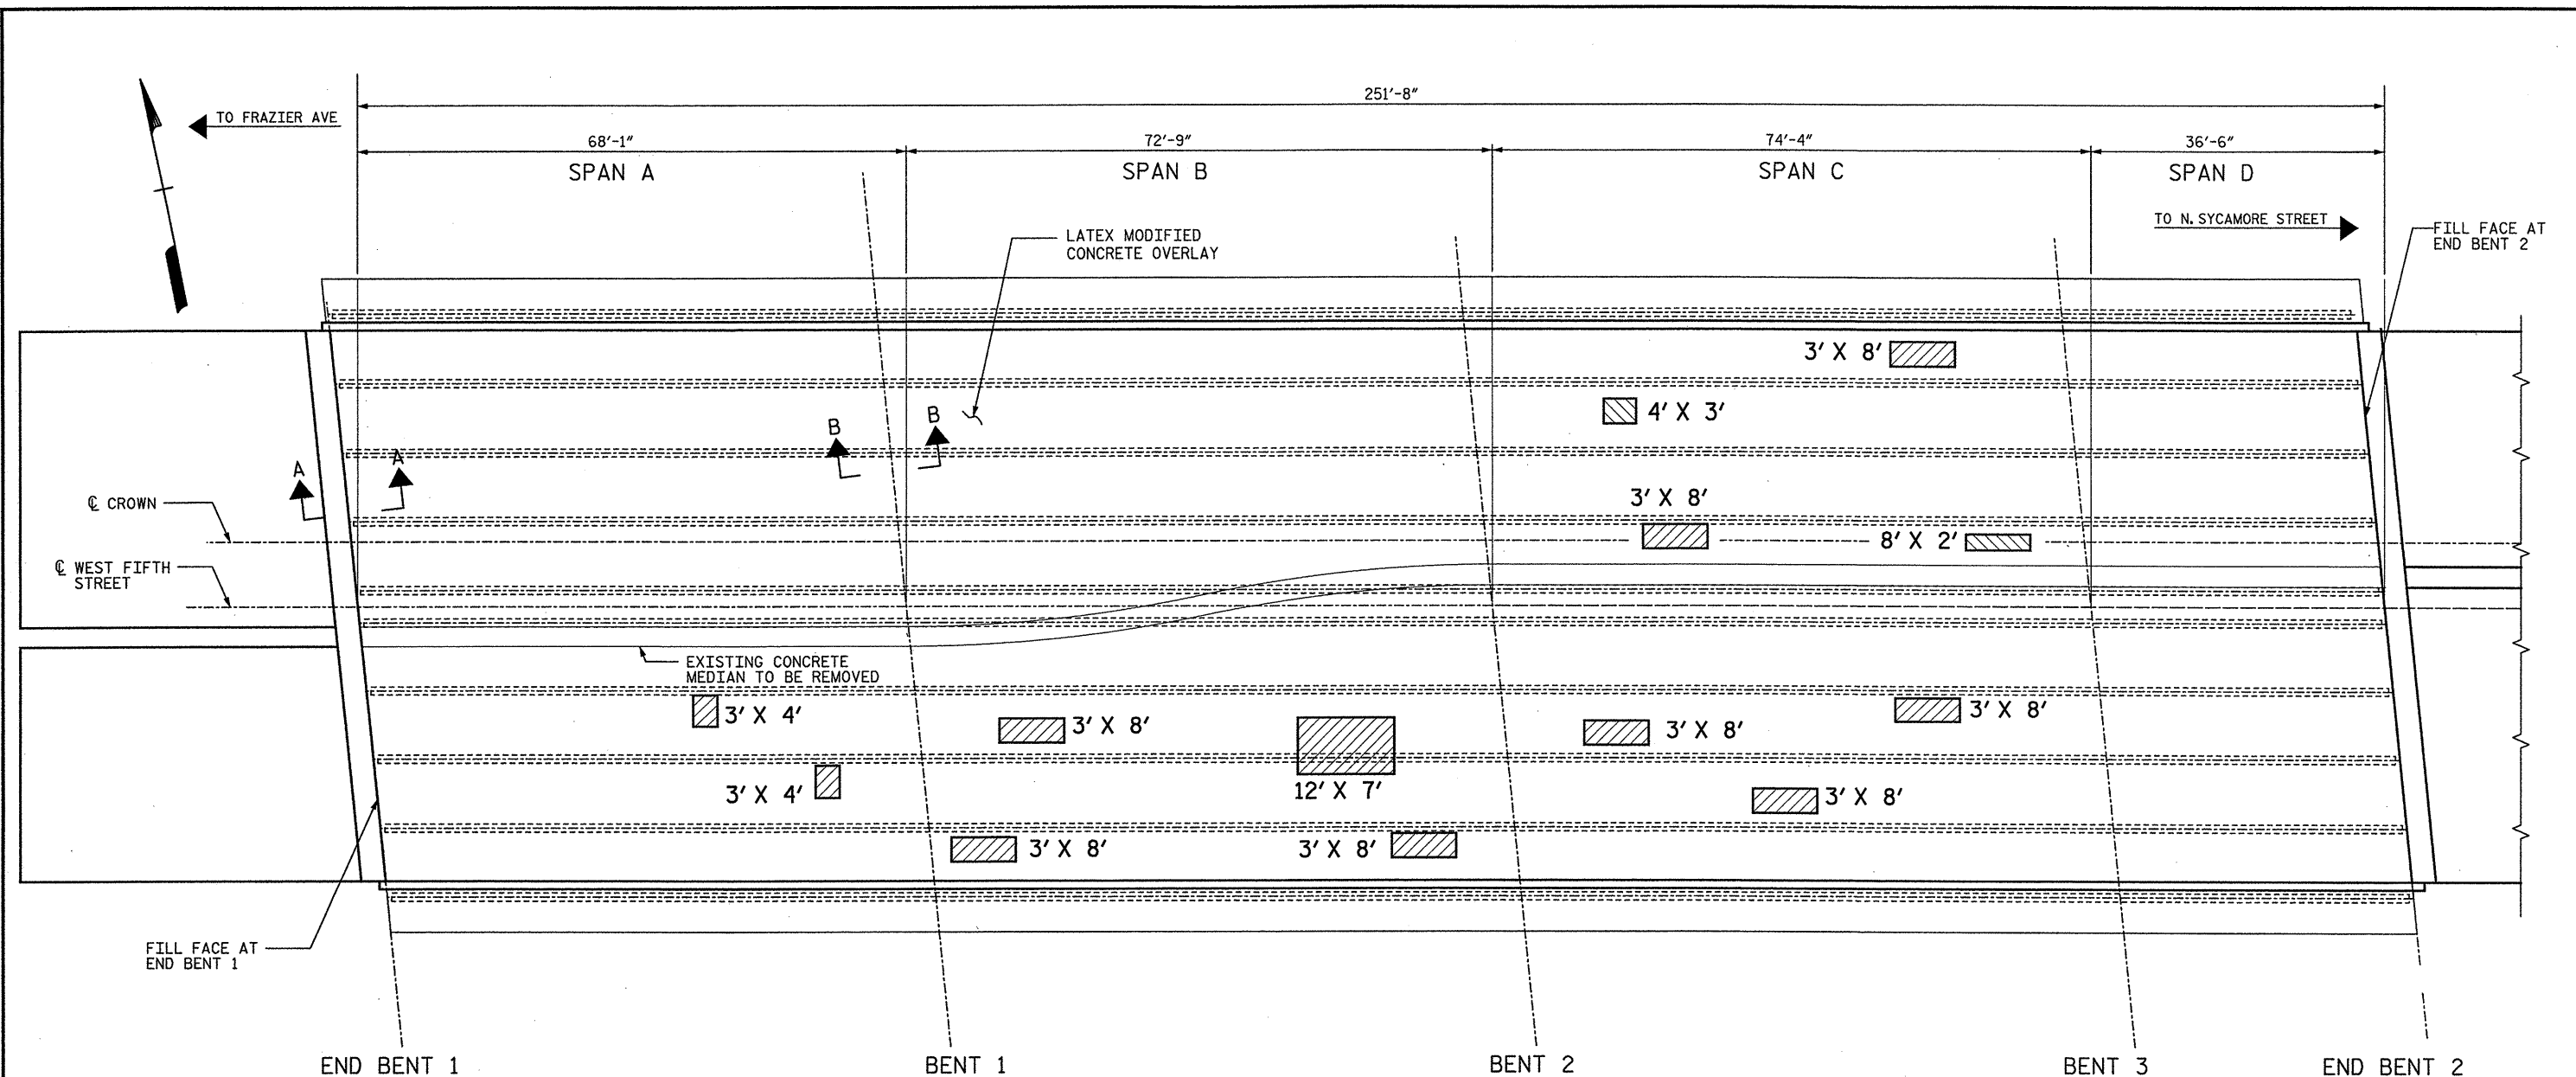 251'-8"
TO FRAZIER AVE
68'-1"
72'-9"
74'-4"
36'-6"
SPAN A
SPAN B
SPAN C
SPAN D
TO N. SYCAMORE STREET
FILL FACE AT
END BENT 2
LATEX MODIFIED
CONCRETE OVERLAY
3' X 8'
4' X 3'
B
B
A
A
℄ CROWN
3' X 8'
8' X 2'
℄ WEST FIFTH
STREET
EXISTING CONCRETE
MEDIAN TO BE REMOVED
3' X 4'
3' X 8'
3' X 8'
3' X 8'
3' X 4'
12' X 7'
3' X 8'
3' X 8'
3' X 8'
FILL FACE AT
END BENT 1
END BENT 1
BENT 1
BENT 2
BENT 3
END BENT 2